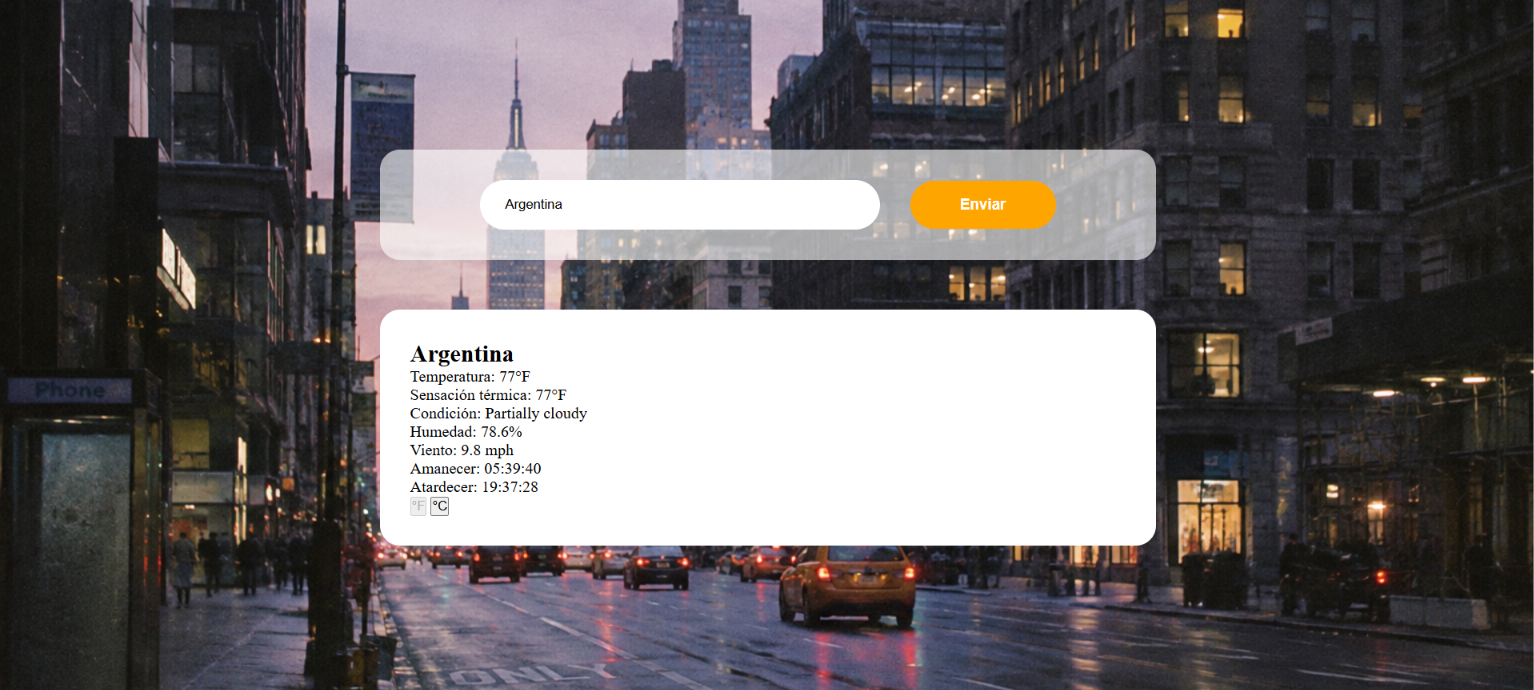 Argentina
Enviar
Argentina
Temperatura: 77°F
Sensación térmica: 77°F
Condición: Partially cloudy
Humedad: 78.6%
Viento: 9.8 mph
Amanecer: 05:39:40
Atardecer: 19:37:28
°F °C
Phone
ONLY